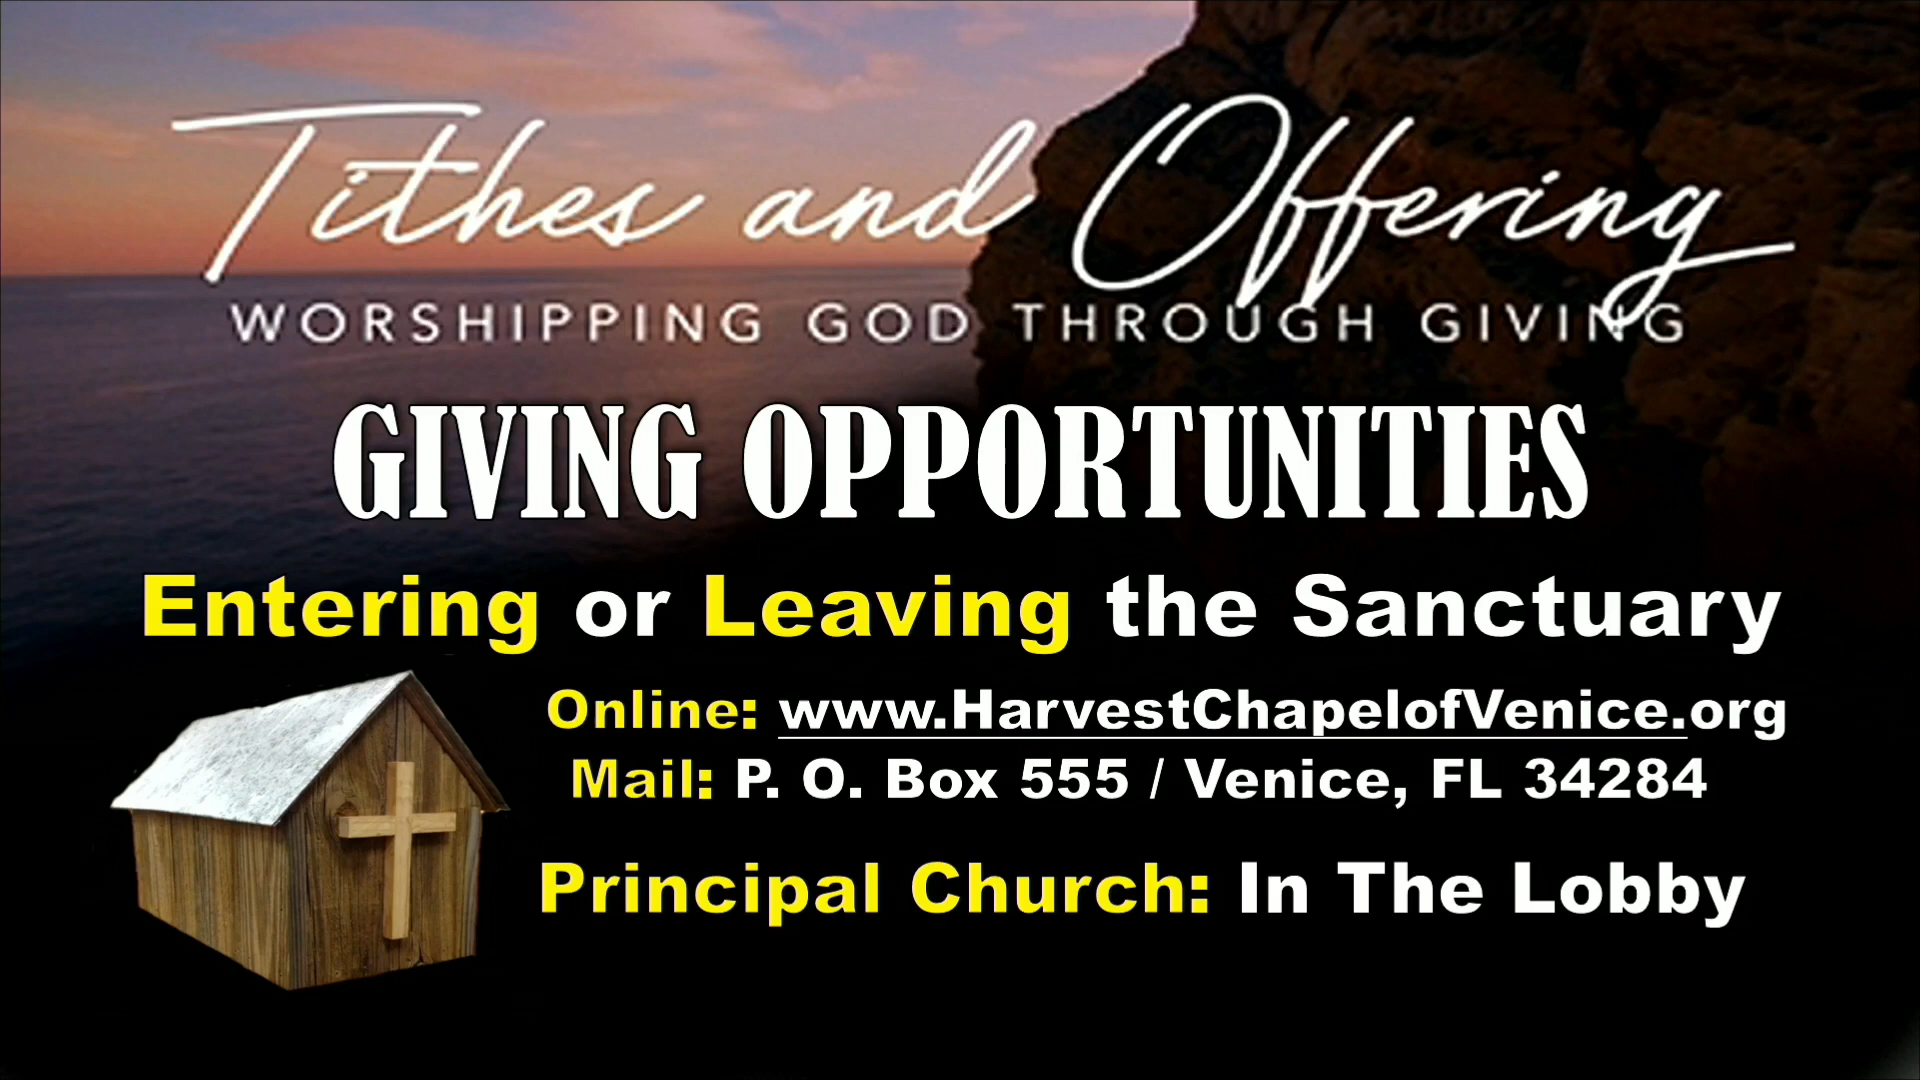 Tithes and Offering
WORSHIPPING GOD THROUGH GIVING
GIVING OPPORTUNITIES
Entering or Leaving the Sanctuary
Online: www.HarvestChapelofVenice.org
Mail: P. O. Box 555 / Venice, FL 34284
Principal Church: In The Lobby